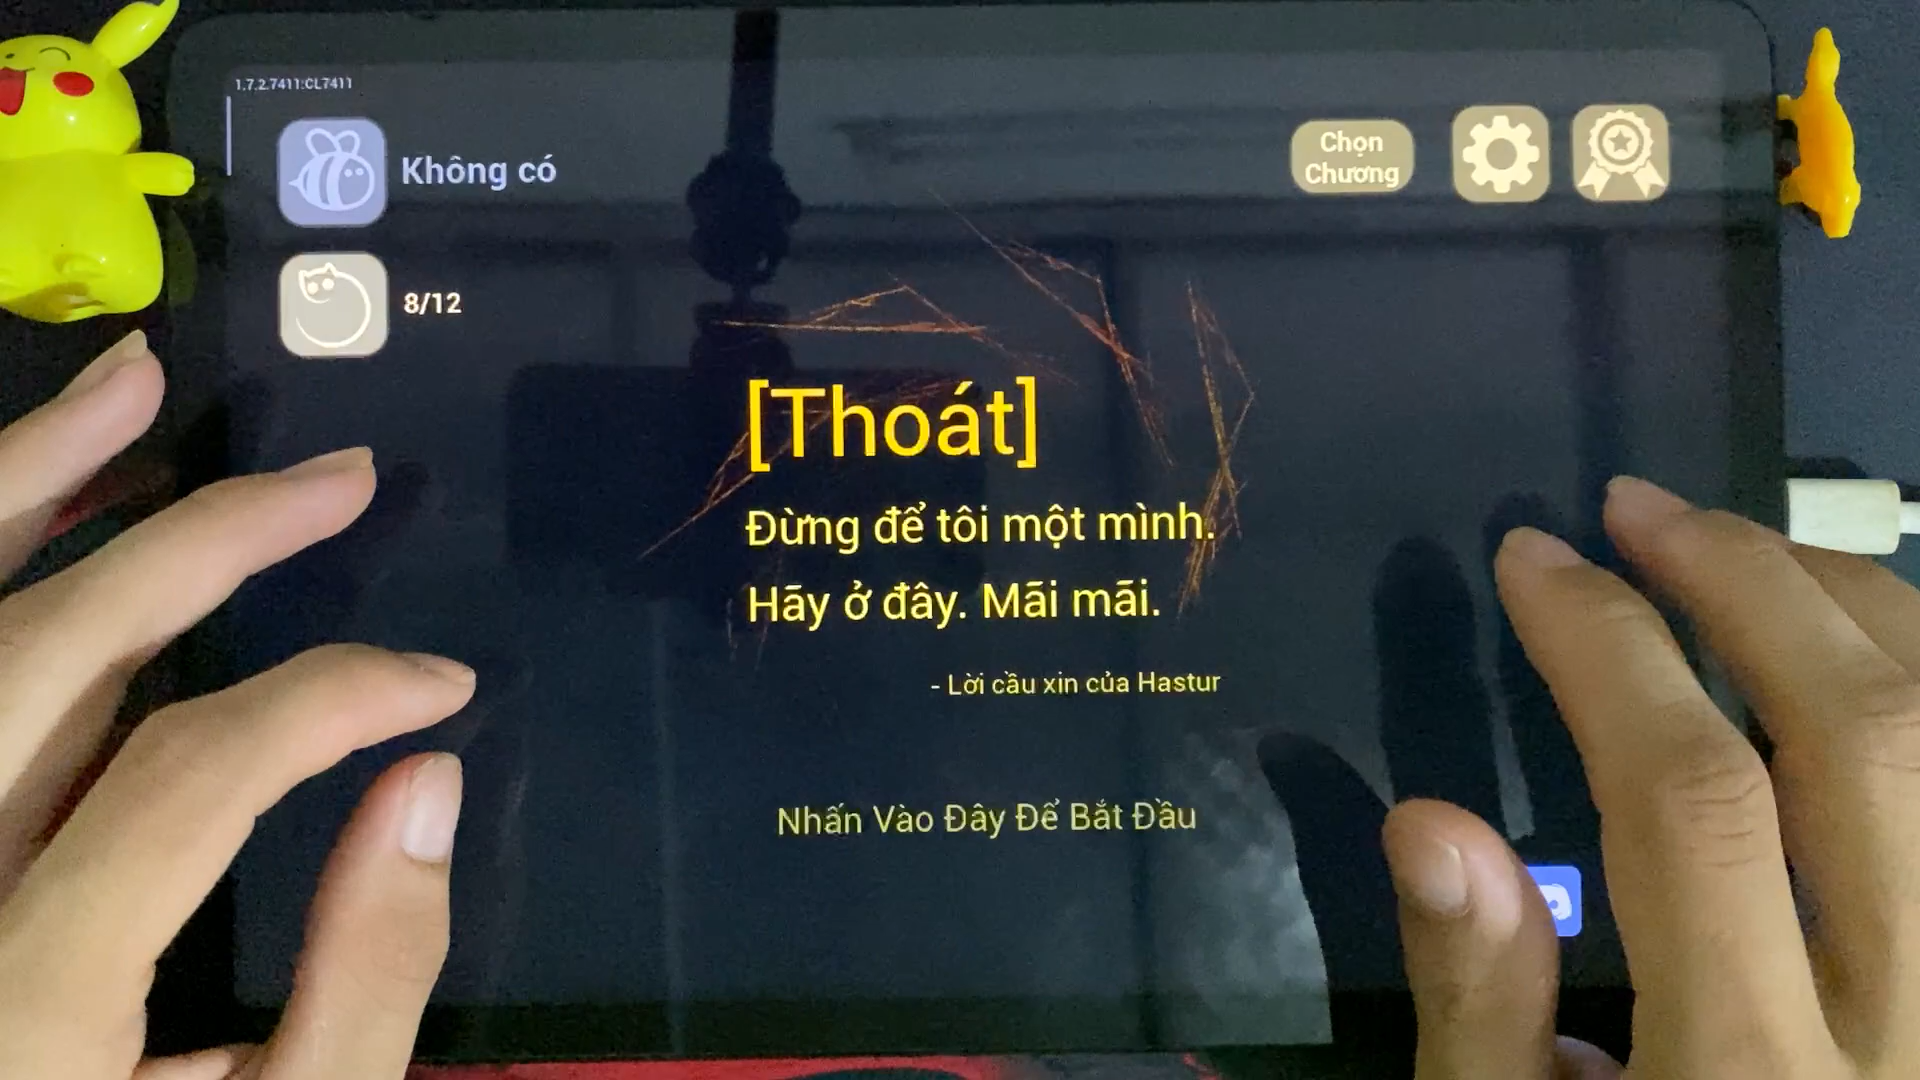 1.7.2.7411:CL7411
Không có
Chọn
Chương
8/12
[Thoát]
Đừng để tôi một mình.
Hãy ở đây. Mãi mãi.
- Lời cầu xin của Hastur
Nhấn Vào Đây Để Bắt Đầu